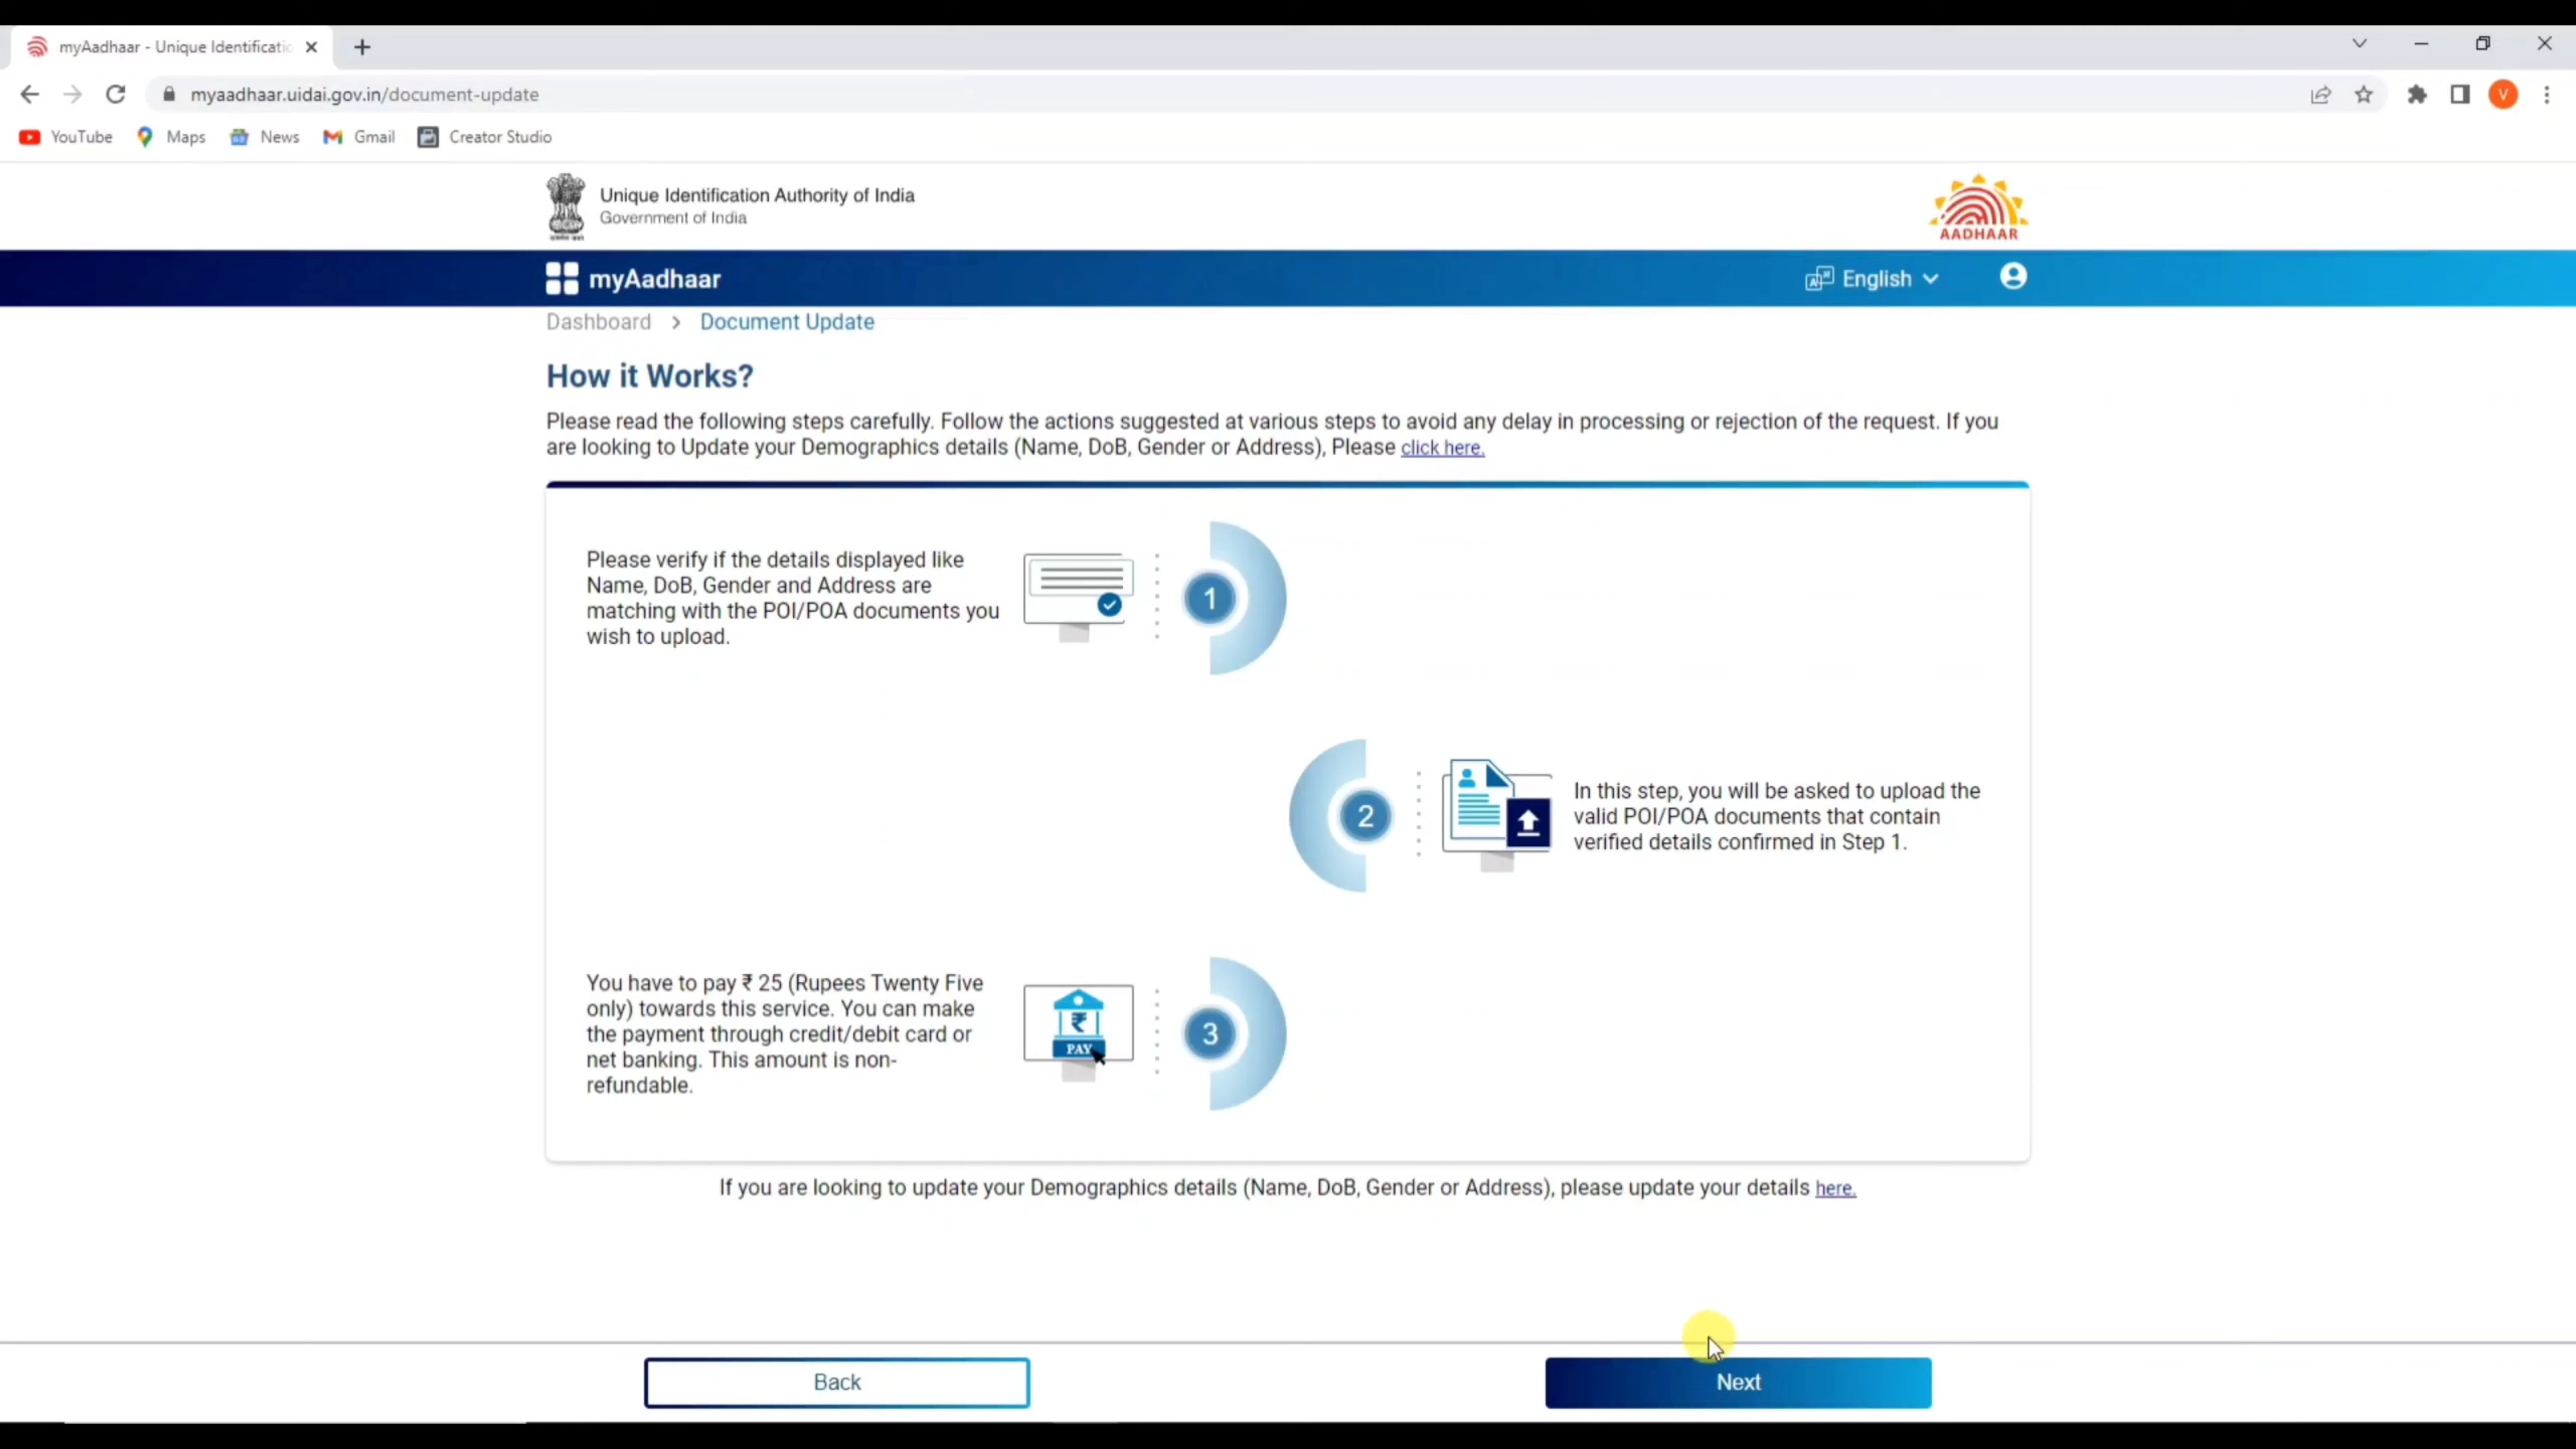 myAadhaar - Unique Identificatio
myaadhaar.uidai.gov.in/document-update
V
YouTube
Maps
News
Gmail
Creator Studio
Unique Identification Authority of India
Government of India
AADHAAR
myAadhaar
English
Dashboard > Document Update
How it Works?
Please read the following steps carefully. Follow the actions suggested at various steps to avoid any delay in processing or rejection of the request. If you
are looking to Update your Demographics details (Name, DoB, Gender or Address), Please click here.
Please verify if the details displayed like
Name, DoB, Gender and Address are
matching with the POI/POA documents you
wish to upload.
1
2
In this step, you will be asked to upload the
valid POI/POA documents that contain
verified details confirmed in Step 1.
You have to pay ₹ 25 (Rupees Twenty Five
only) towards this service. You can make
the payment through credit/debit card or
net banking. This amount is non-
refundable.
₹
PAY
3
If you are looking to update your Demographics details (Name, DoB, Gender or Address), please update your details here.
Back
Next